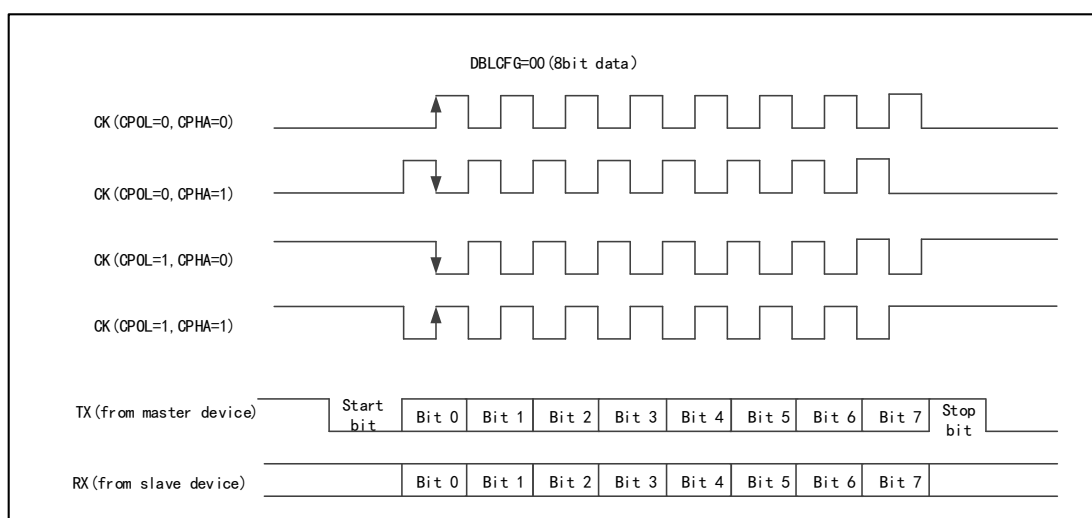 DBLCFG=00(8bit data)
CK(CPOL=0,CPHA=0)
CK(CPOL=0,CPHA=1)
CK(CPOL=1,CPHA=0)
CK(CPOL=1,CPHA=1)
TX(from master device)
Start
bit
Bit 0 Bit 1 Bit 2 Bit 3 Bit 4 Bit 5 Bit 6 Bit 7
Stop
bit
RX(from slave device)
Bit 0 Bit 1 Bit 2 Bit 3 Bit 4 Bit 5 Bit 6 Bit 7